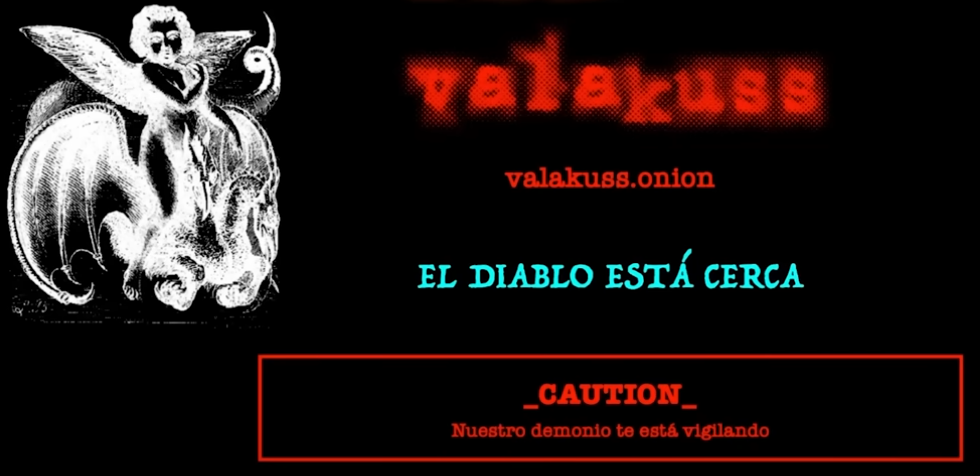 valakuss
valakuss.onion
EL DIABLO ESTÁ CERCA
_CAUTION_
Nuestro demonio te está vigilando